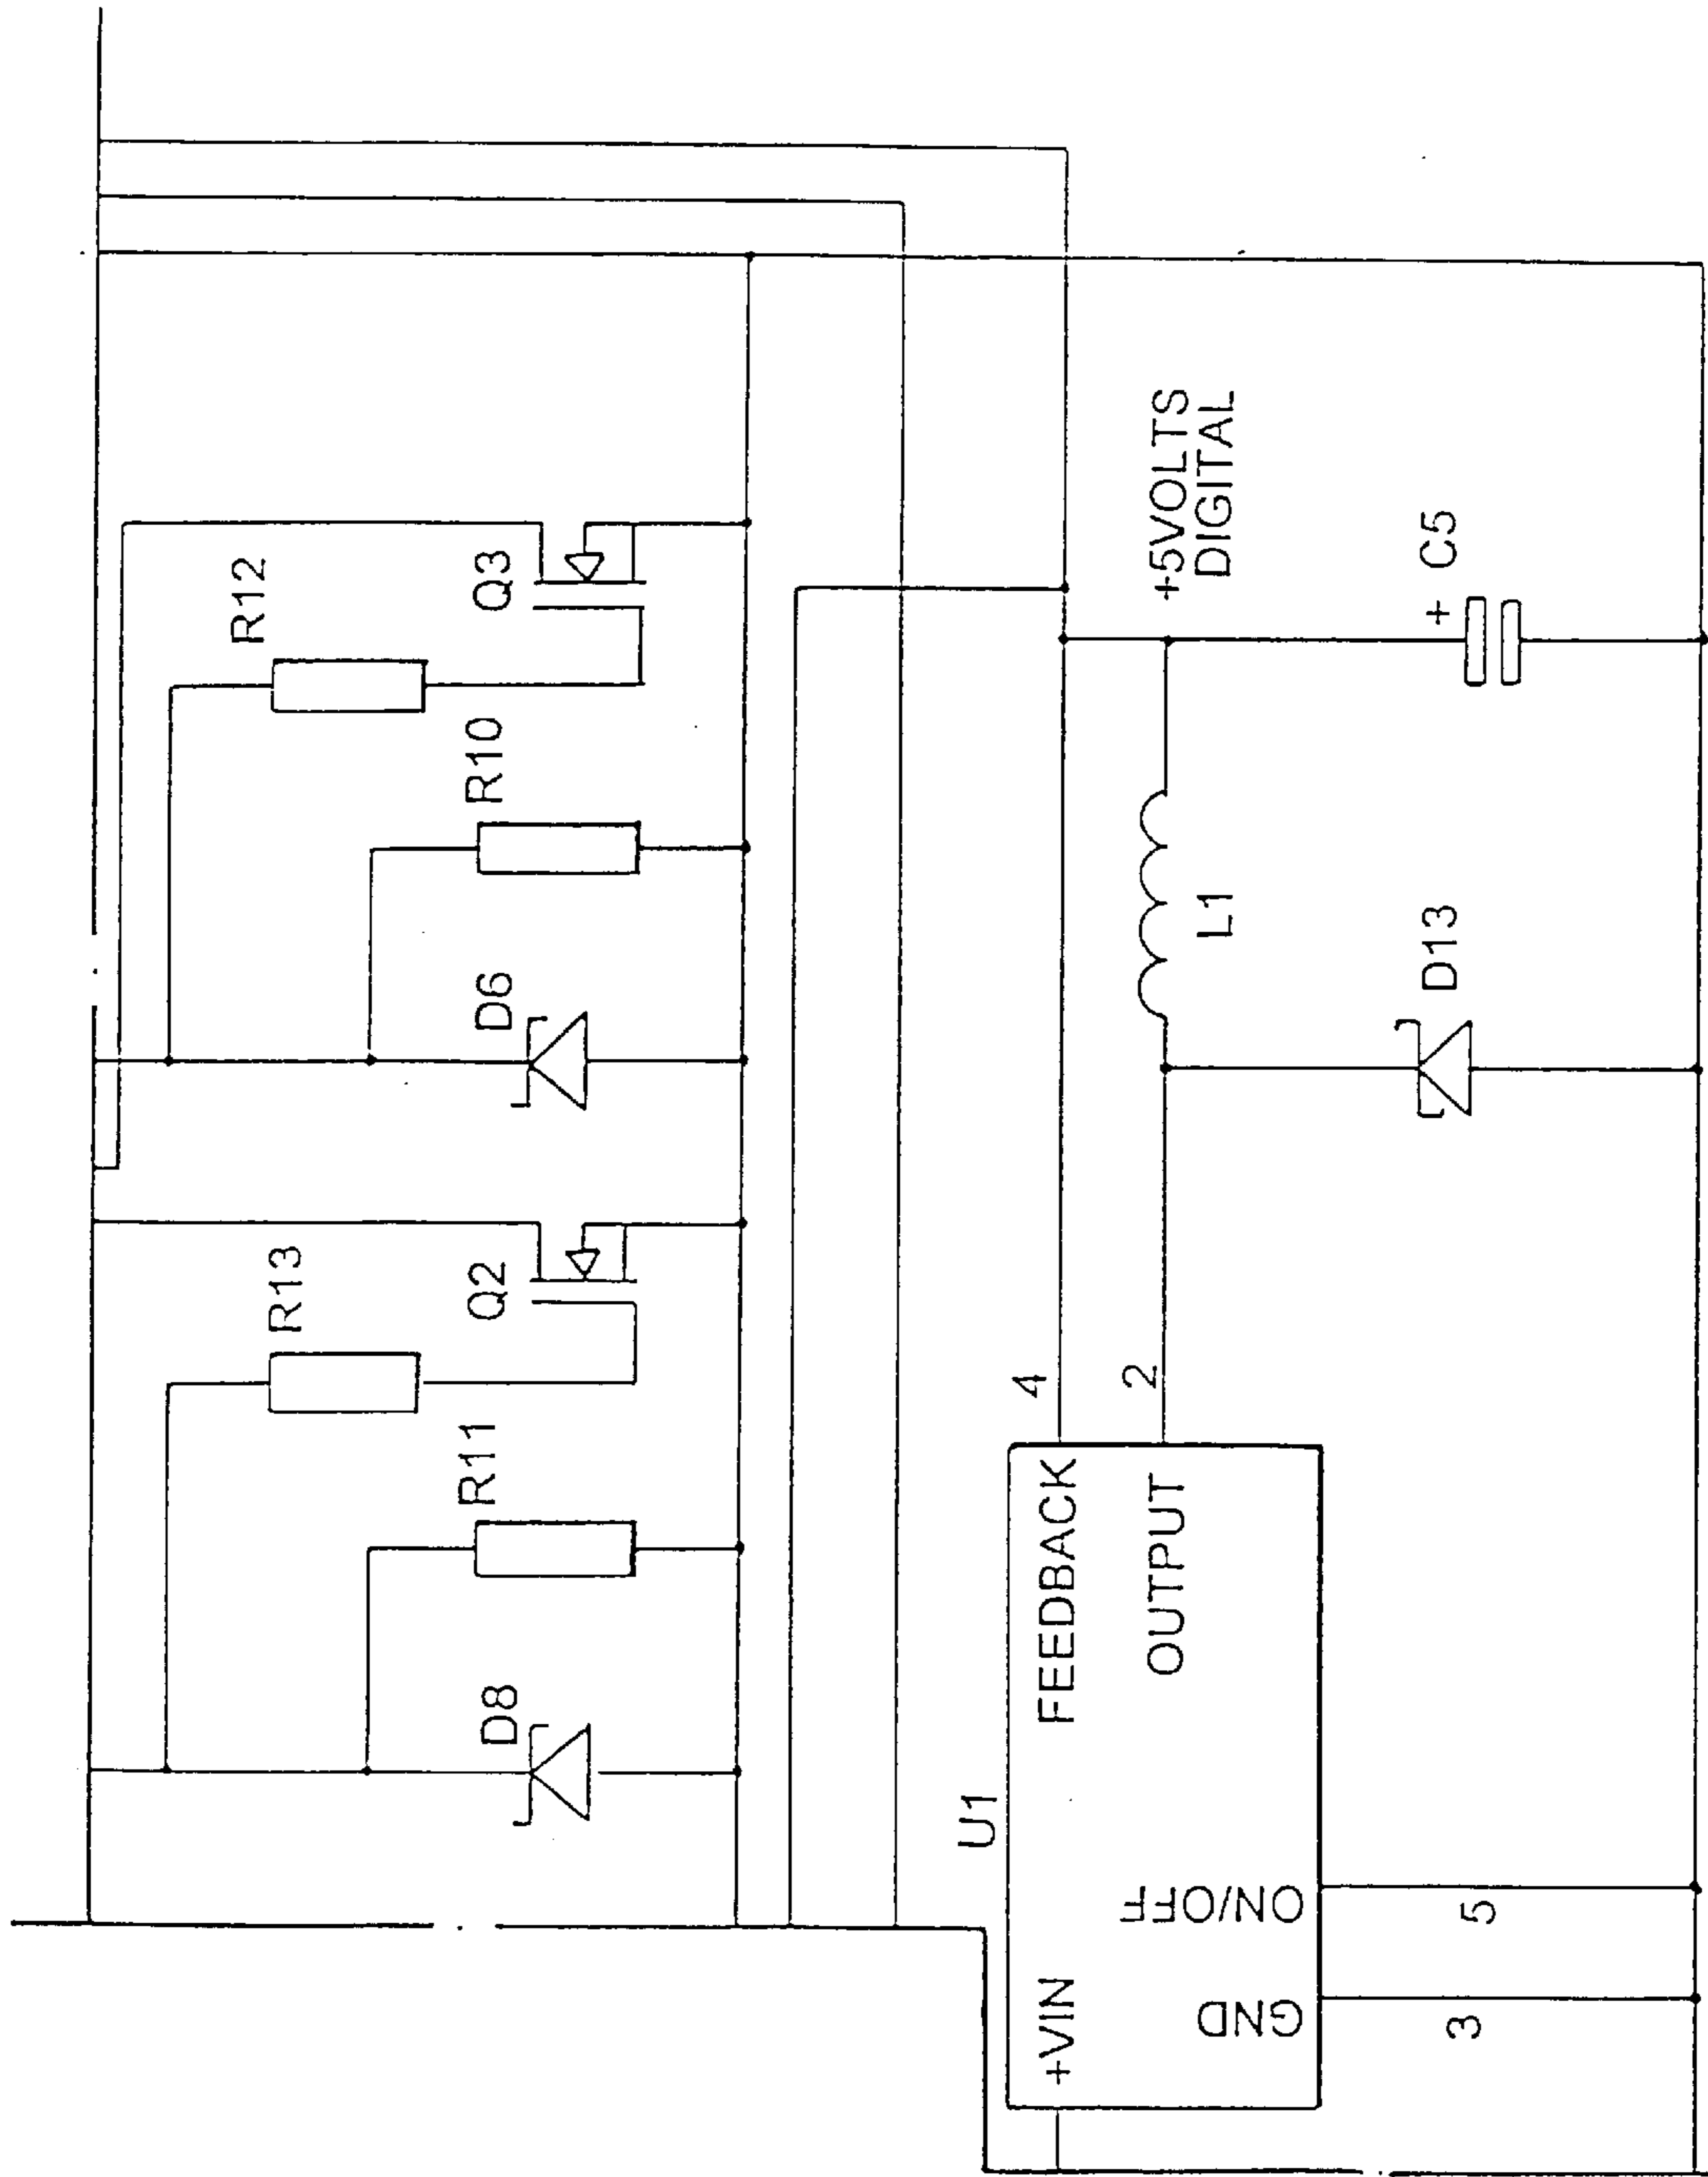 R13
R12
Q2
Q3
R11
R10
D8
D6
U1
+VIN
FEEDBACK
4
GND
ON/OFF
OUTPUT
2
3
5
L1
D13
+5VOLTS
DIGITAL
+
C5